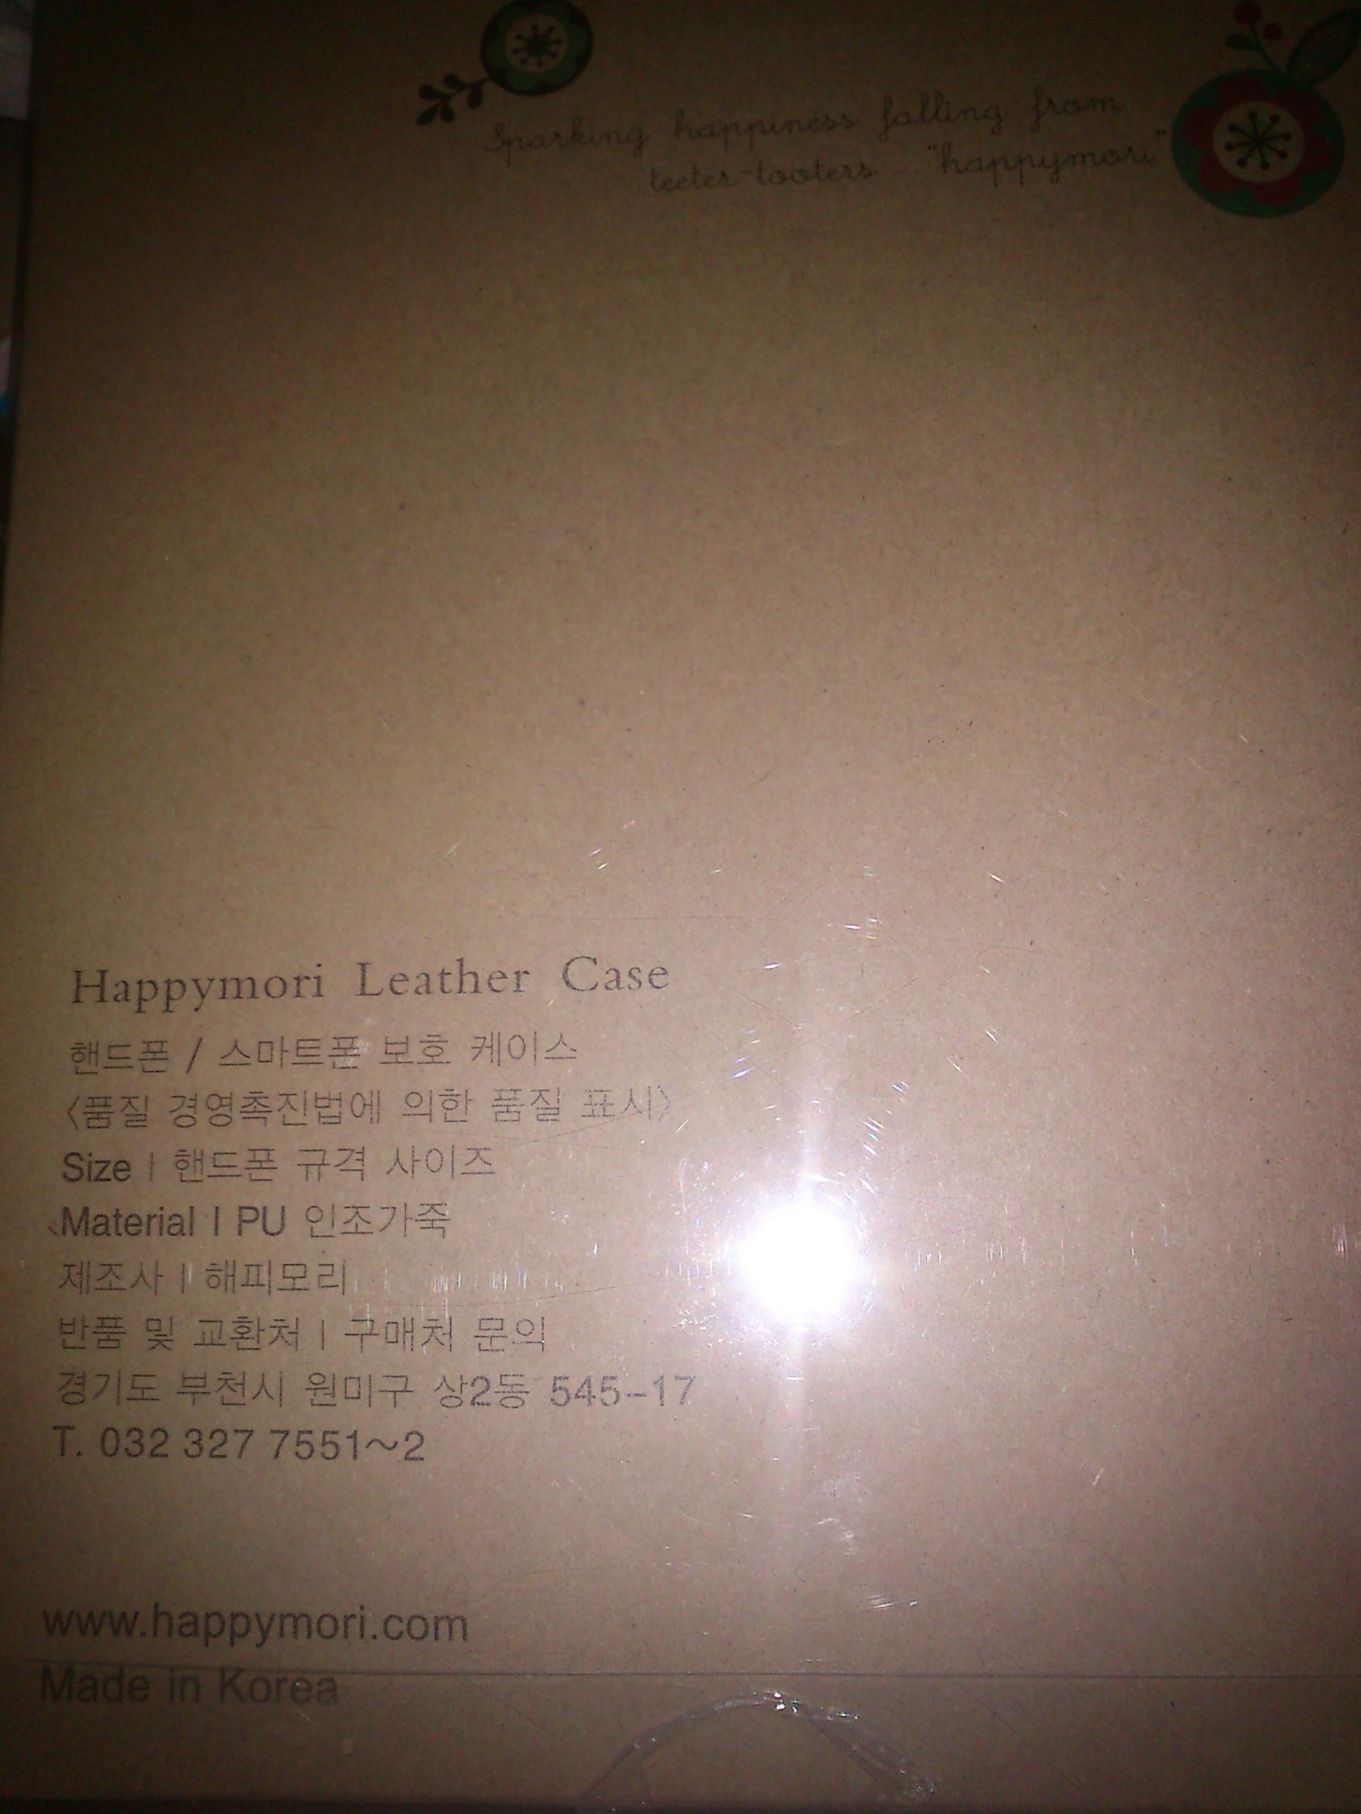 Sparking happiness falling from
teeter-tooters... "happymori"
Happymori Leather Case
핸드폰 / 스마트폰 보호 케이스
<품질 경영촉진법에 의한 품질 표시>
Size | 핸드폰 규격 사이즈
Material | PU 인조가죽
제조사 | 해피모리
반품 및 교환처 | 구매처 문의
경기도 부천시 원미구 상2동 545-17
T. 032 327 7551~2
www.happymori.com
Made in Korea